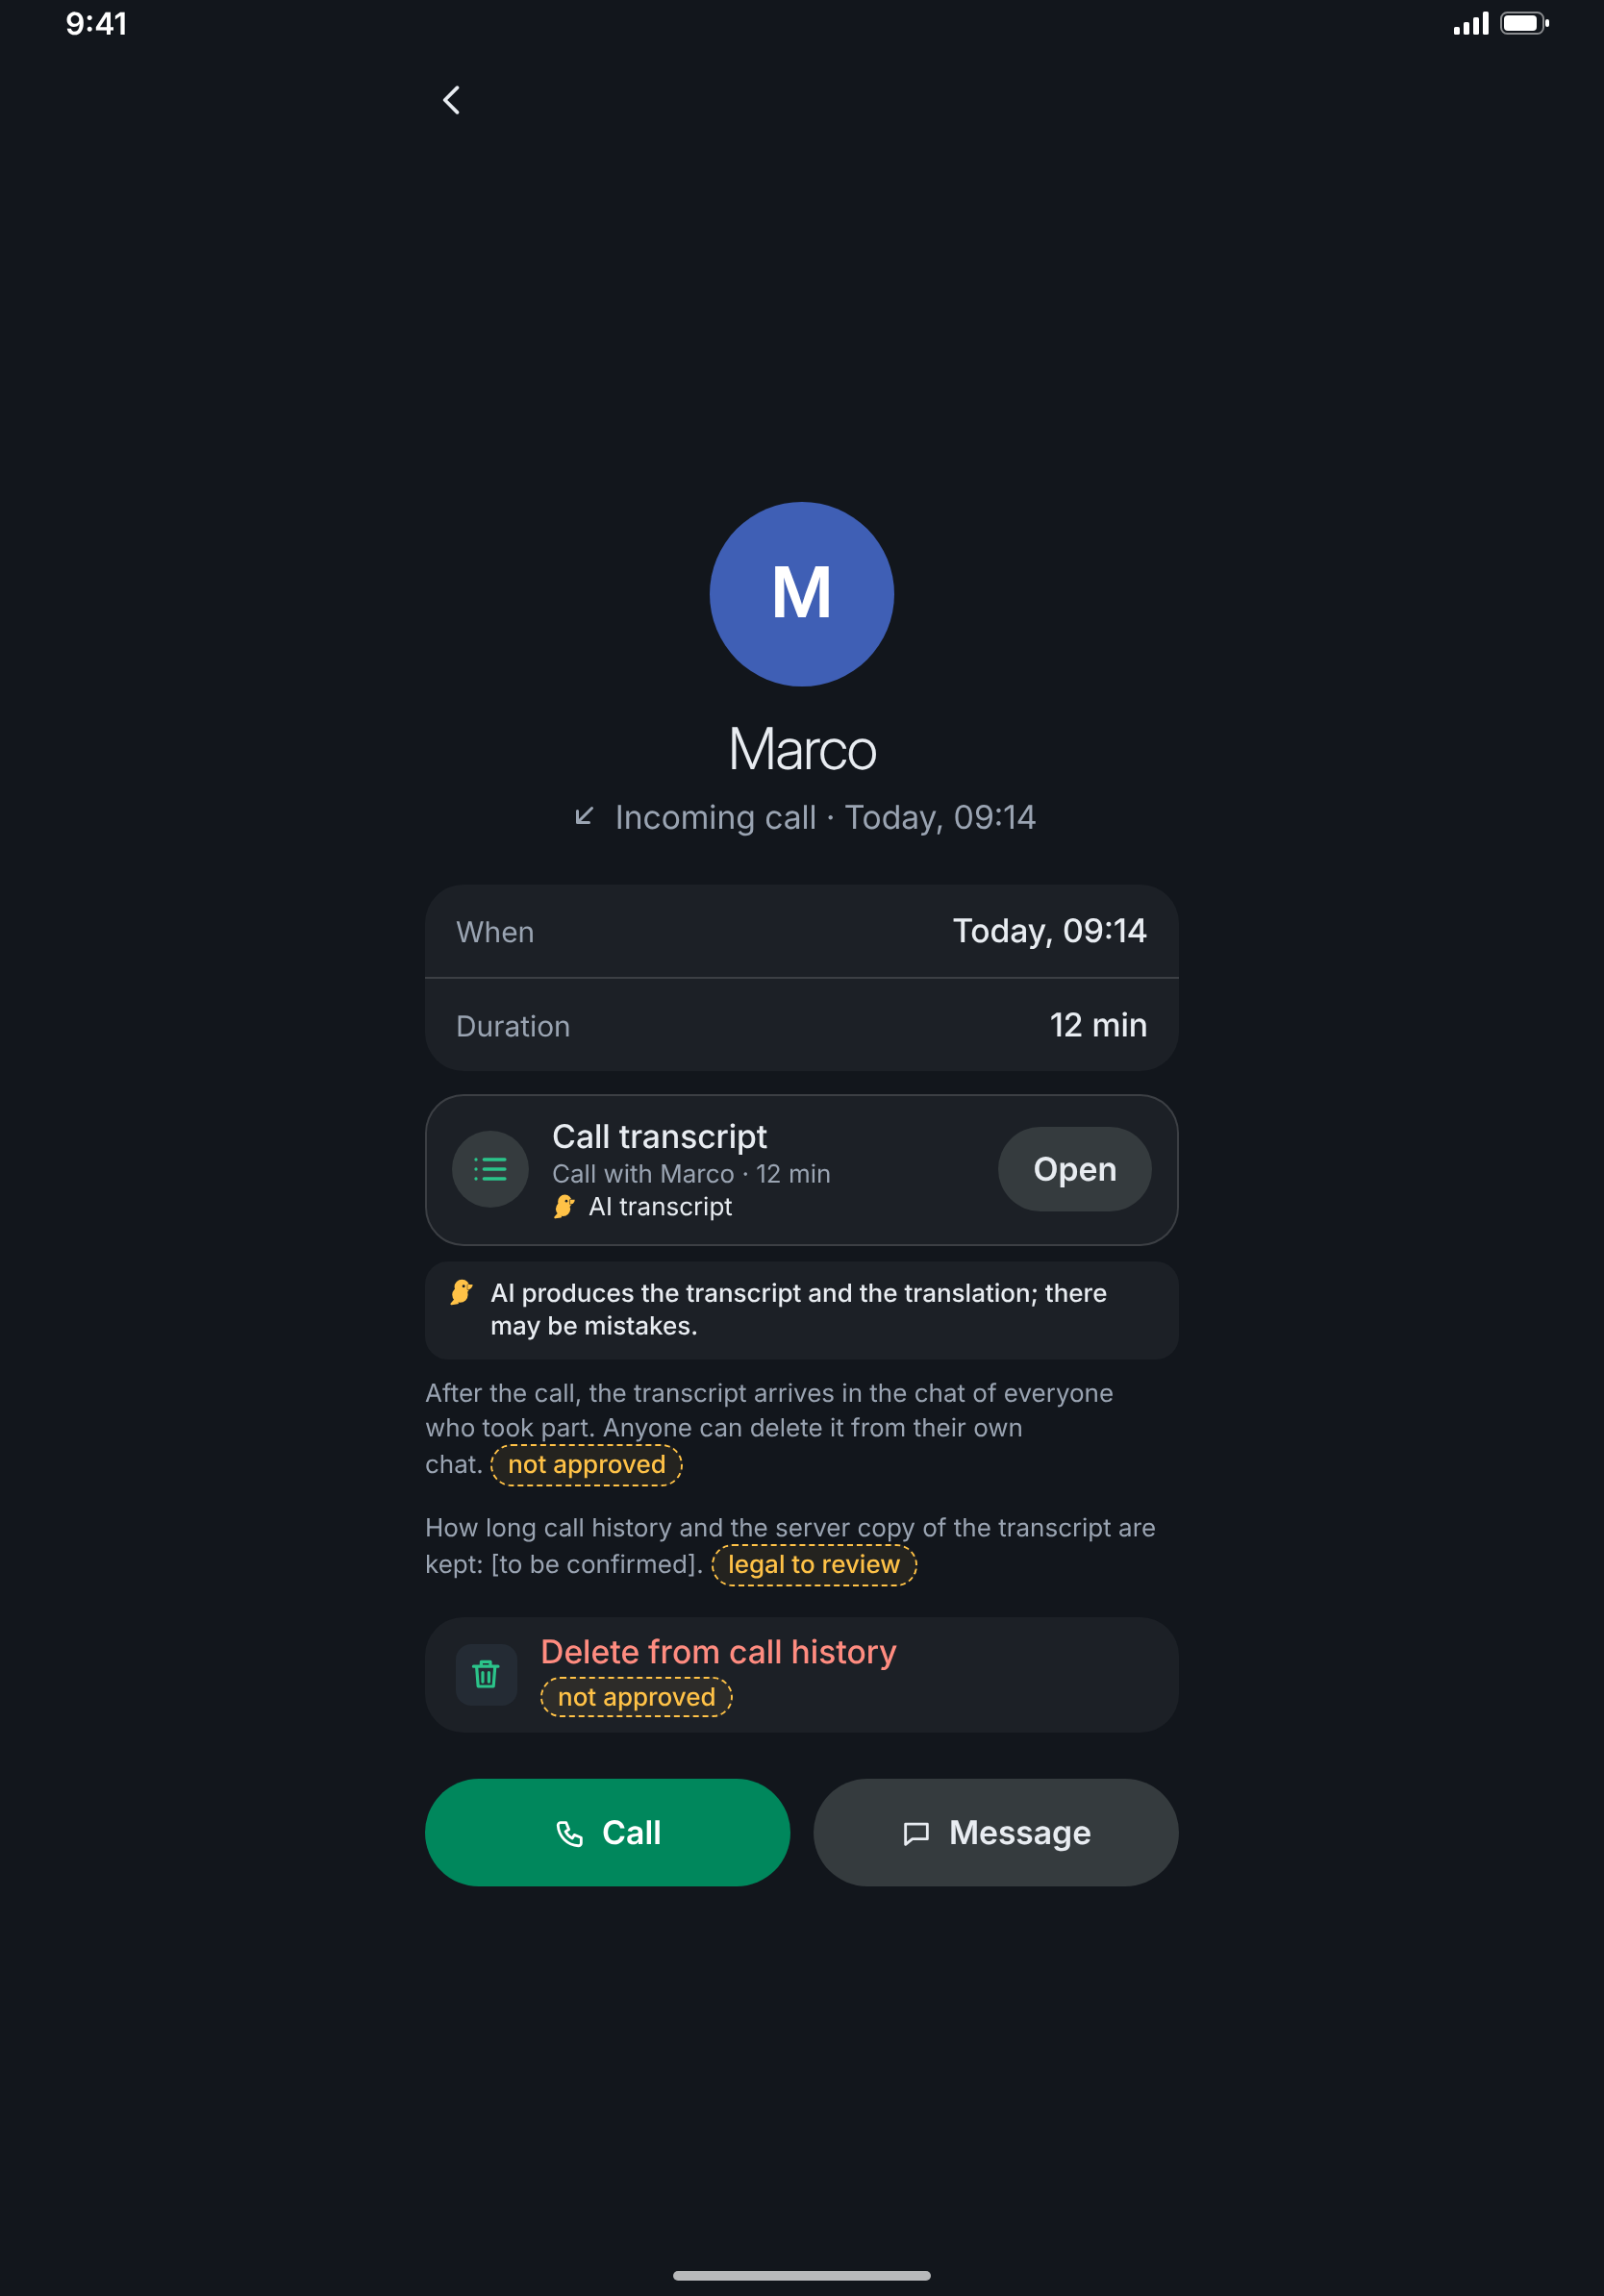 9:41
M
Marco
Incoming call · Today, 09:14
When
Today, 09:14
Duration
12 min
Call transcript
Call with Marco · 12 min
AI transcript
Open
AI produces the transcript and the translation; there
may be mistakes.
After the call, the transcript arrives in the chat of everyone
who took part. Anyone can delete it from their own
chat. not approved
How long call history and the server copy of the transcript are
kept: [to be confirmed]. legal to review
Delete from call history
not approved
Call
Message